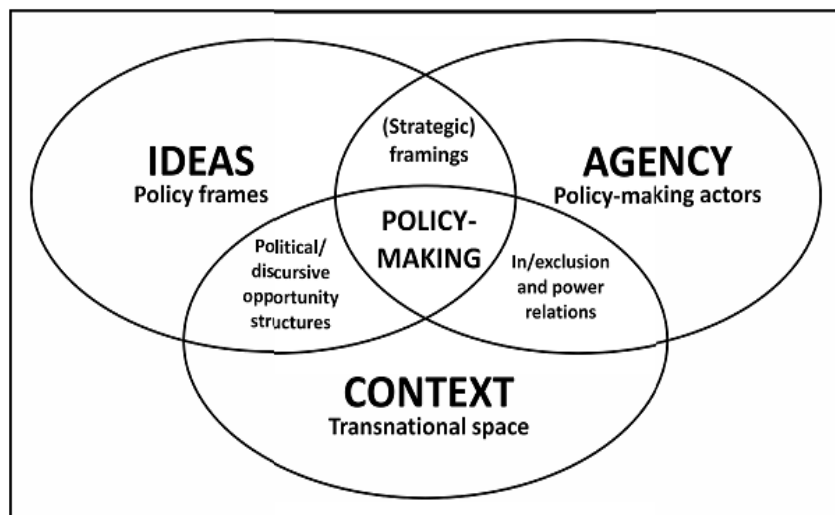 (Strategic)
framings
IDEAS
Policy frames
AGENCY
Policy-making actors
POLICY-
MAKING
Political/
discursive
opportunity
structures
In/exclusion
and power
relations
CONTEXT
Transnational space